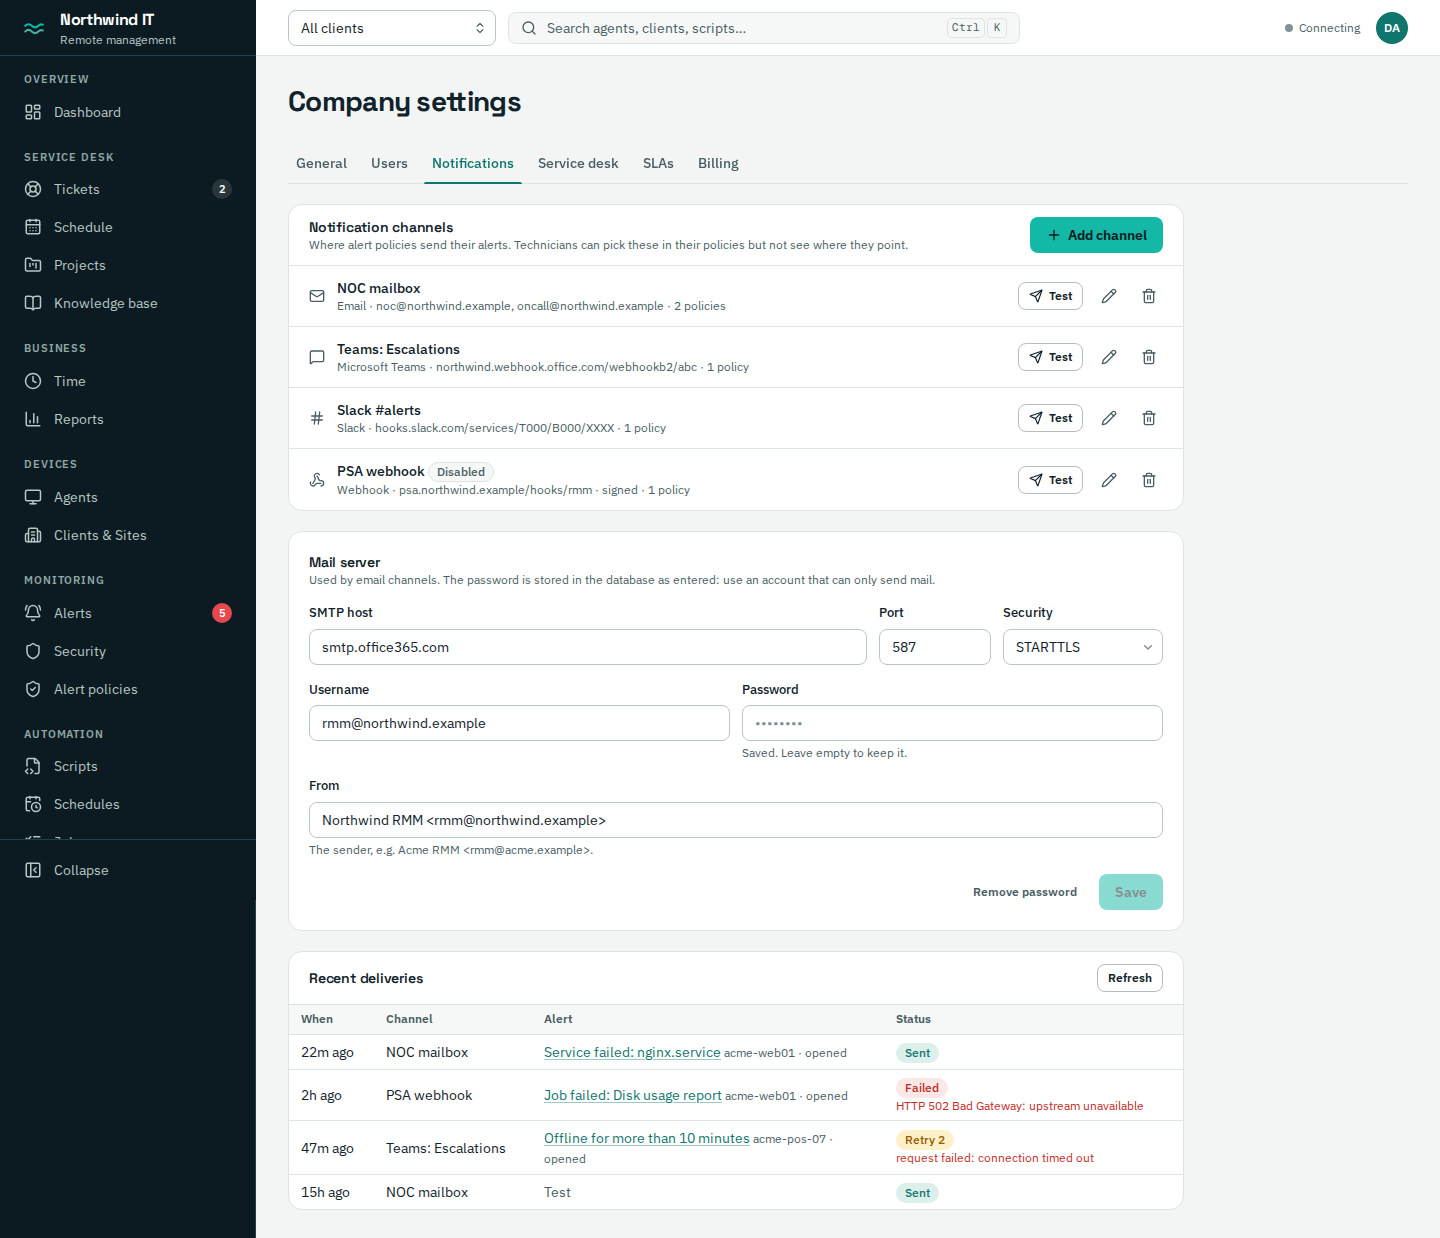 Northwind IT
Remote management
All clients
Search agents, clients, scripts...
Ctrl K
Connecting
DA
OVERVIEW
Dashboard
SERVICE DESK
Tickets 2
Schedule
Projects
Knowledge base
BUSINESS
Time
Reports
DEVICES
Agents
Clients & Sites
MONITORING
Alerts 5
Security
Alert policies
AUTOMATION
Scripts
Schedules
Collapse
Company settings
General Users Notifications Service desk SLAs Billing
Notification channels
Where alert policies send their alerts. Technicians can pick these in their policies but not see where they point.
Add channel
NOC mailbox
Email · noc@northwind.example, oncall@northwind.example · 2 policies
Test
Teams: Escalations
Microsoft Teams · northwind.webhook.office.com/webhookb2/abc · 1 policy
Test
Slack #alerts
Slack · hooks.slack.com/services/T000/B000/XXXX · 1 policy
Test
PSA webhook Disabled
Webhook · psa.northwind.example/hooks/rmm · signed · 1 policy
Test
Mail server
Used by email channels. The password is stored in the database as entered: use an account that can only send mail.
SMTP host Port Security
smtp.office365.com 587 STARTTLS
Username Password
rmm@northwind.example ••••••••
Saved. Leave empty to keep it.
From
Northwind RMM <rmm@northwind.example>
The sender, e.g. Acme RMM <rmm@acme.example>.
Remove password Save
Recent deliveries
Refresh
When Channel Alert Status
22m ago NOC mailbox Service failed: nginx.service acme-web01 · opened Sent
2h ago PSA webhook Job failed: Disk usage report acme-web01 · opened Failed
HTTP 502 Bad Gateway: upstream unavailable
47m ago Teams: Escalations Offline for more than 10 minutes acme-pos-07 · opened Retry 2
request failed: connection timed out
15h ago NOC mailbox Test Sent